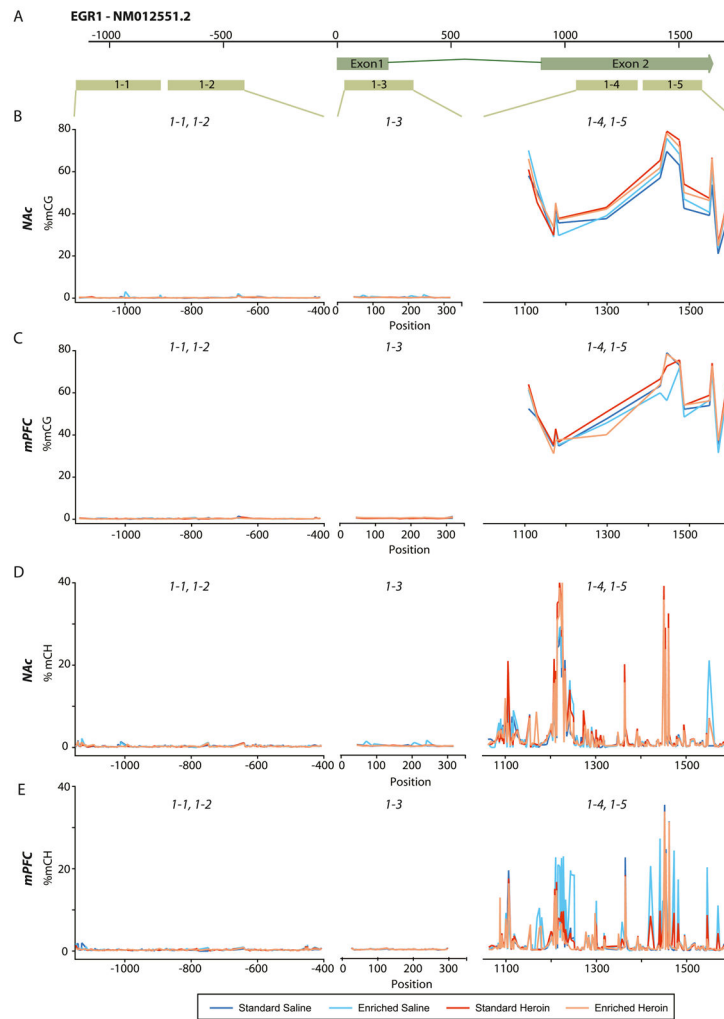 A
EGR1 - NM012551.2
-1000 -500 0 500 1000 1500
Exon1 Exon 2
1-1 1-2 1-3 1-4 1-5
B
1-1, 1-2 1-3 1-4, 1-5
NAc
%mCG
80
60
40
20
0
-1000 -800 -600 -400 100 200 300 1100 1300 1500
Position
C
1-1, 1-2 1-3 1-4, 1-5
mPFC
%mCG
80
60
40
20
0
-1000 -800 -600 -400 100 200 300 1100 1300 1500
Position
D
1-1, 1-2 1-3 1-4, 1-5
NAc
% mCH
40
20
0
-1000 -800 -600 -400 0 100 200 300 1100 1300 1500
Position
E
1-1, 1-2 1-3 1-4, 1-5
mPFC
%mCH
40
20
0
-1000 -800 -600 -400 0 100 200 300 1100 1300 1500
Position
Standard Saline Enriched Saline Standard Heroin Enriched Heroin